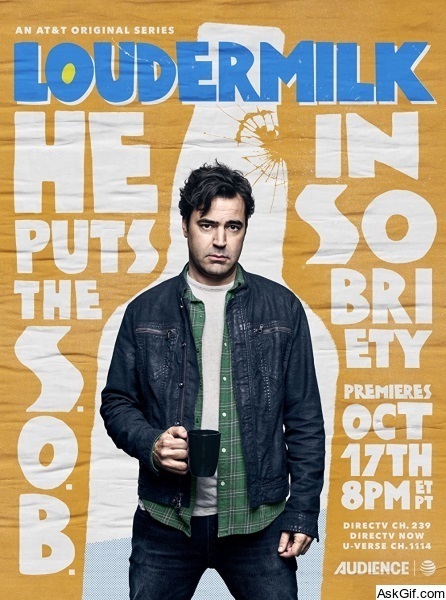 AN AT&T ORIGINAL SERIES
LOUDERMILK
HE
PUTS
THE
S.O.B.
IN
SO
BRI
ETY
PREMIERES
OCT
17TH
8PM ET PT
DIRECTV CH. 239
DIRECTV NOW
U-VERSE CH. 1114
AUDIENCE AT&T
AskGif.com